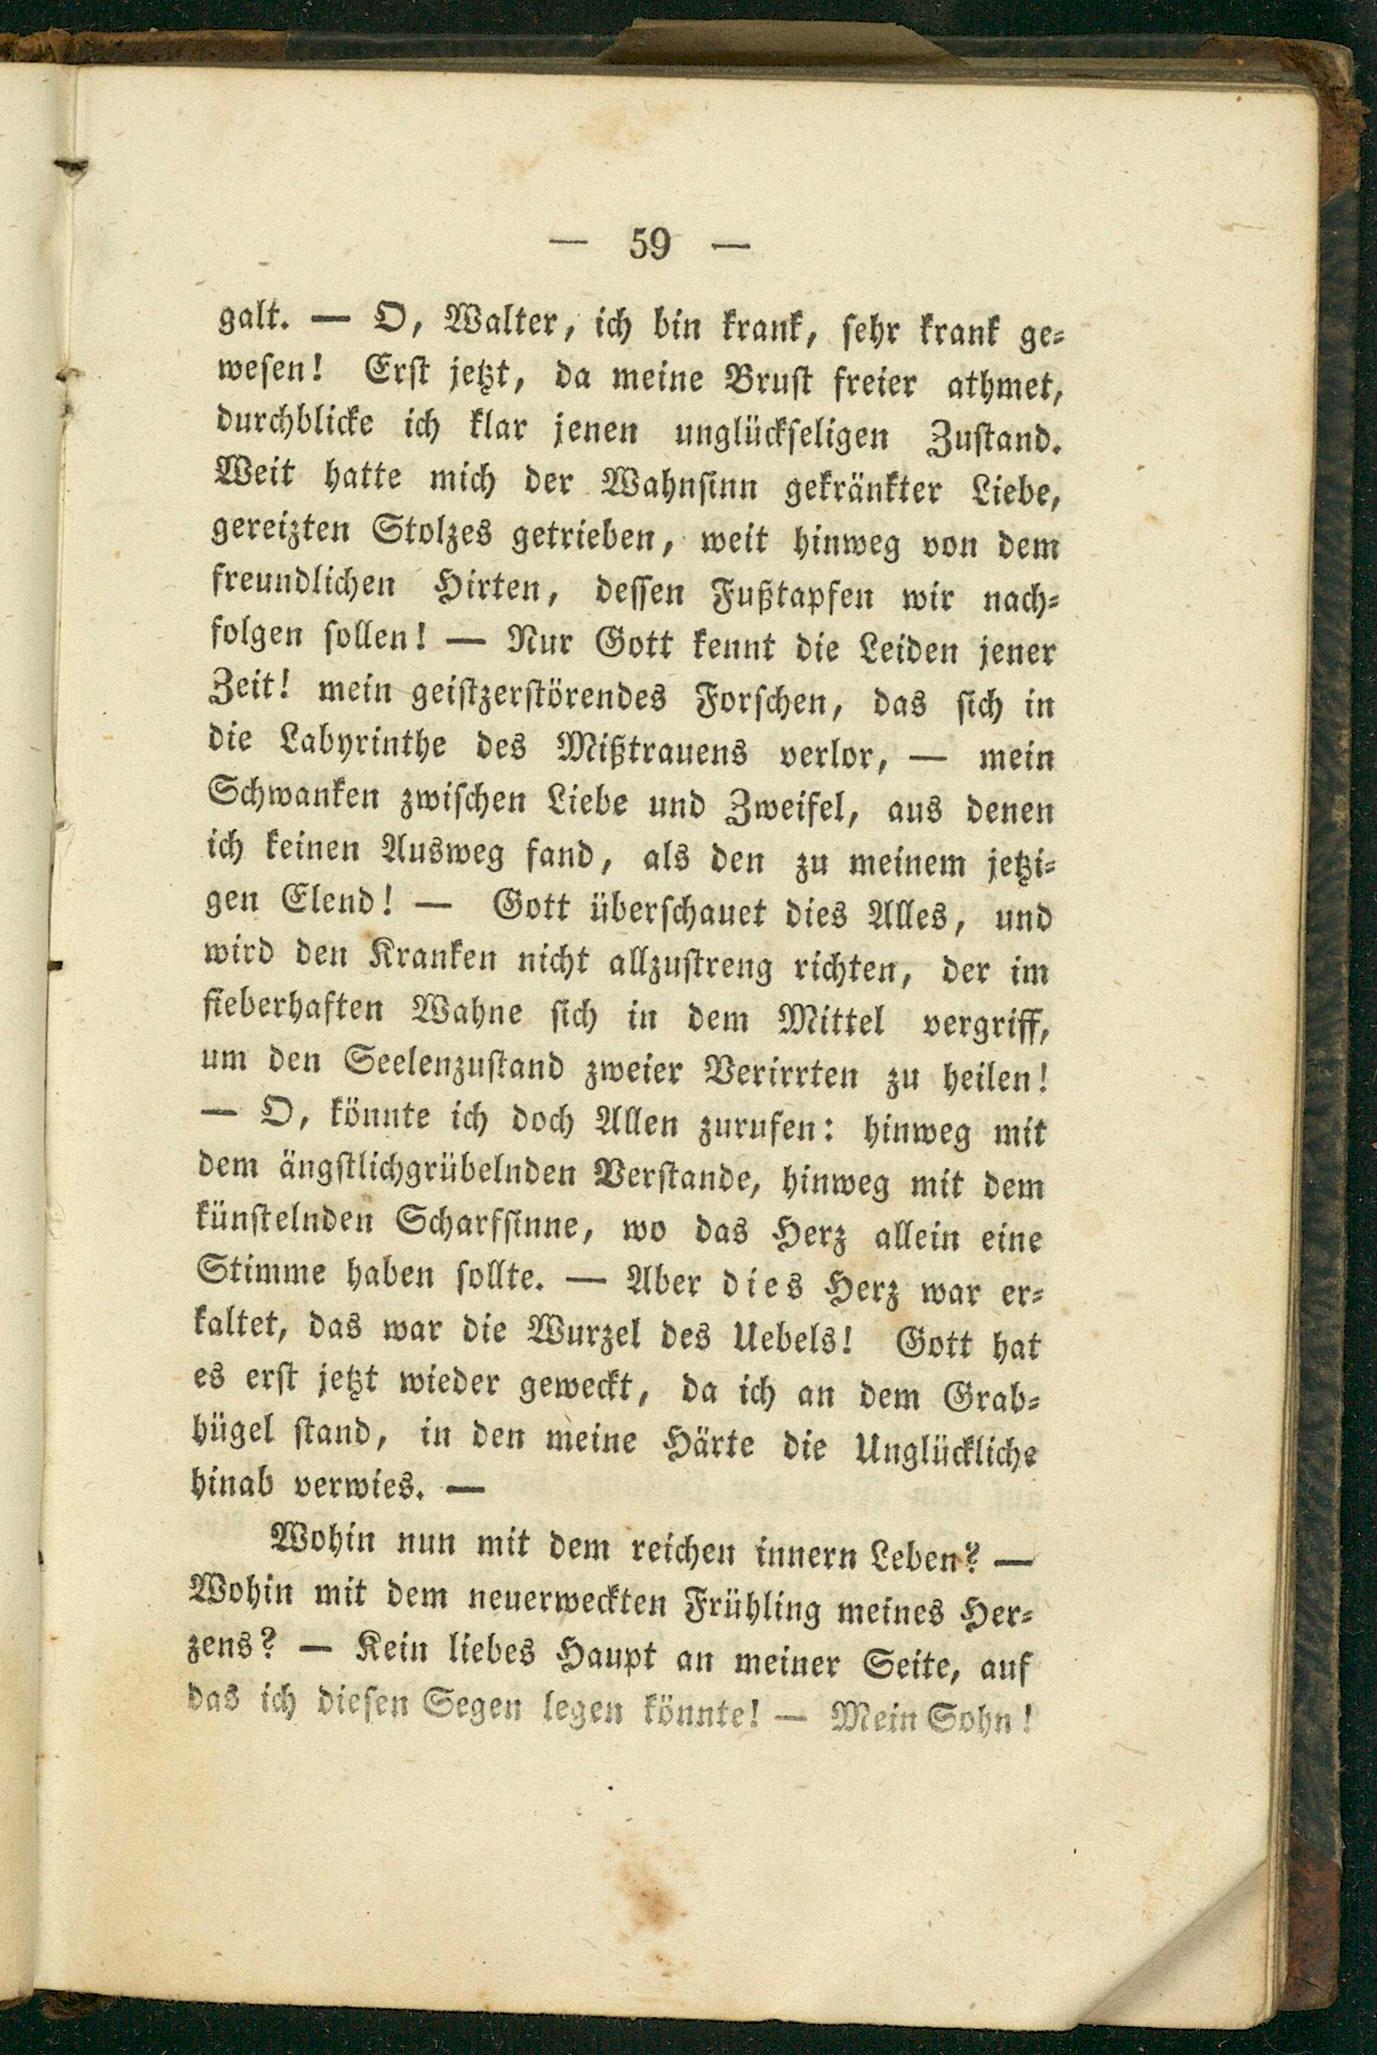 — 59 —
galt. — O, Walter, ich bin krank, sehr krank ge-
wesen! Erst jetzt, da meine Brust freier athmet,
durchblicke ich klar jenen unglückseligen Zustand.
Weit hatte mich der Wahnsinn gekränkter Liebe,
gereizten Stolzes getrieben, weit hinweg von dem
freundlichen Hirten, dessen Fußtapfen wir nach-
folgen sollen! — Nur Gott kennt die Leiden jener
Zeit! mein geistzerstörendes Forschen, das sich in
die Labyrinthe des Mißtrauens verlor, — mein
Schwanken zwischen Liebe und Zweifel, aus denen
ich keinen Ausweg fand, als den zu meinem jetzi-
gen Elend! — Gott überschauet dies Alles, und
wird den Kranken nicht allzustreng richten, der im
fieberhaften Wahne sich in dem Mittel vergriff,
um den Seelenzustand zweier Verirrten zu heilen!
— O, könnte ich doch Allen zurufen: hinweg mit
dem ängstlichgrübelnden Verstande, hinweg mit dem
künstelnden Scharfsinne, wo das Herz allein eine
Stimme haben sollte. — Aber dies Herz war er-
kaltet, das war die Wurzel des Uebels! Gott hat
es erst jetzt wieder geweckt, da ich an dem Grab-
hügel stand, in den meine Härte die Unglückliche
hinab verwies. —
Wohin nun mit dem reichen innern Leben? —
Wohin mit dem neuerweckten Frühling meines Her-
zens? — Kein liebes Haupt an meiner Seite, auf
das ich diesen Segen legen könnte! — Mein Sohn!